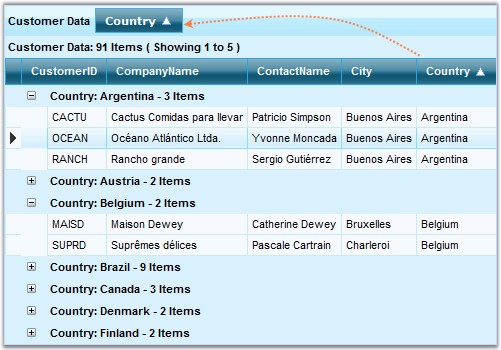 Customer Data Country
Customer Data: 91 Items ( Showing 1 to 5 )
CustomerID CompanyName ContactName City Country
Country: Argentina - 3 Items
CACTU Cactus Comidas para llevar Patricio Simpson Buenos Aires Argentina
OCEAN Océano Atlántico Ltda. Yvonne Moncada Buenos Aires Argentina
RANCH Rancho grande Sergio Gutiérrez Buenos Aires Argentina
Country: Austria - 2 Items
Country: Belgium - 2 Items
MAISD Maison Dewey Catherine Dewey Bruxelles Belgium
SUPRD Suprêmes délices Pascale Cartrain Charleroi Belgium
Country: Brazil - 9 Items
Country: Canada - 3 Items
Country: Denmark - 2 Items
Country: Finland - 2 Items